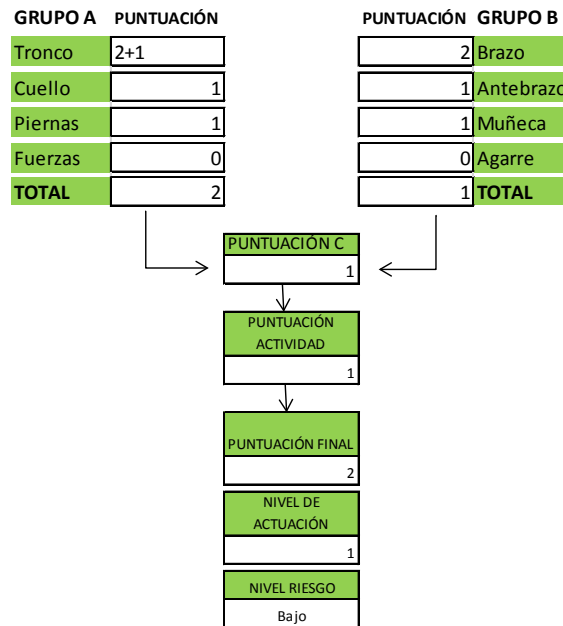 GRUPO A PUNTUACIÓN PUNTUACIÓN GRUPO B
Tronco 2+1 2 Brazo
Cuello 1 1 Antebrazo
Piernas 1 1 Muñeca
Fuerzas 0 0 Agarre
TOTAL 2 1 TOTAL
PUNTUACIÓN C
1
PUNTUACIÓN
ACTIVIDAD
1
PUNTUACIÓN FINAL
2
NIVEL DE
ACTUACIÓN
1
NIVEL RIESGO
Bajo